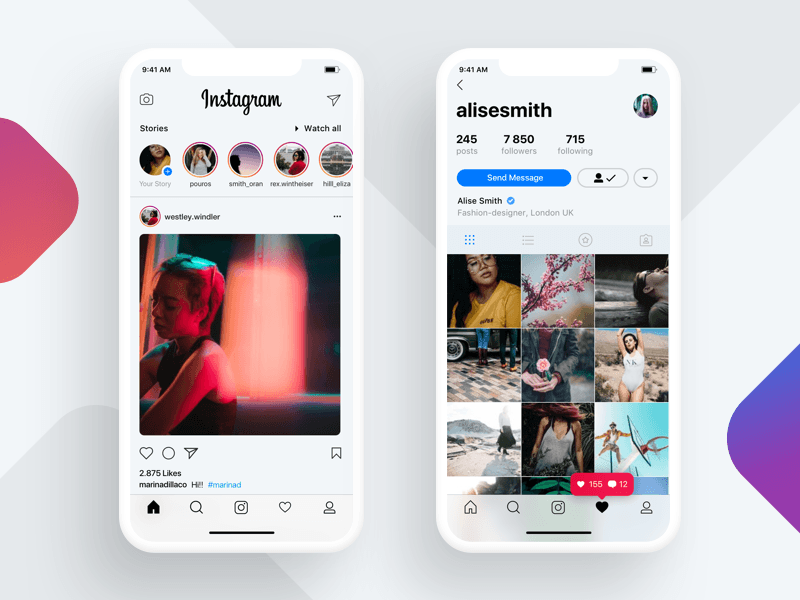 9:41 AM
Instagram
Stories
Watch all
Your Story
pouros
smith_oran
rex.wintheiser
hilll_eliza
westley.windler
2.875 Likes
marinadillaco Hi!! #marinad
9:41 AM
alisesmith
245 7 850 715
posts followers following
Send Message
Alise Smith
Fashion-designer, London UK
155 12